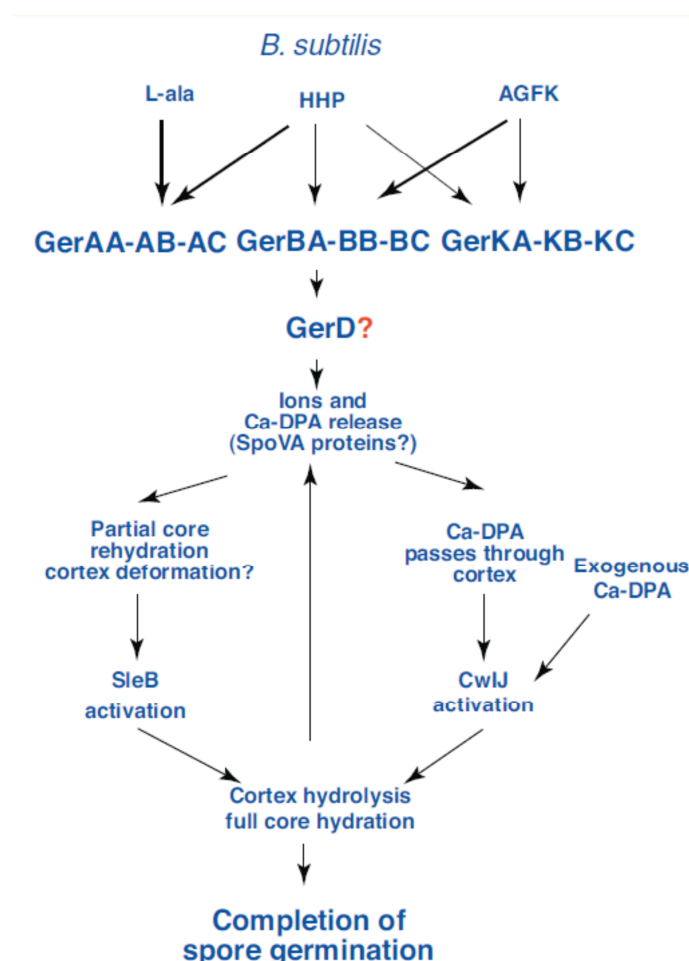 B. subtilis
L-ala
HHP
AGFK
GerAA-AB-AC GerBA-BB-BC GerKA-KB-KC
GerD?
Ions and
Ca-DPA release
(SpoVA proteins?)
Partial core
rehydration
cortex deformation?
Ca-DPA
passes through
cortex
Exogenous
Ca-DPA
SleB
activation
CwlJ
activation
Cortex hydrolysis
full core hydration
Completion of
spore germination